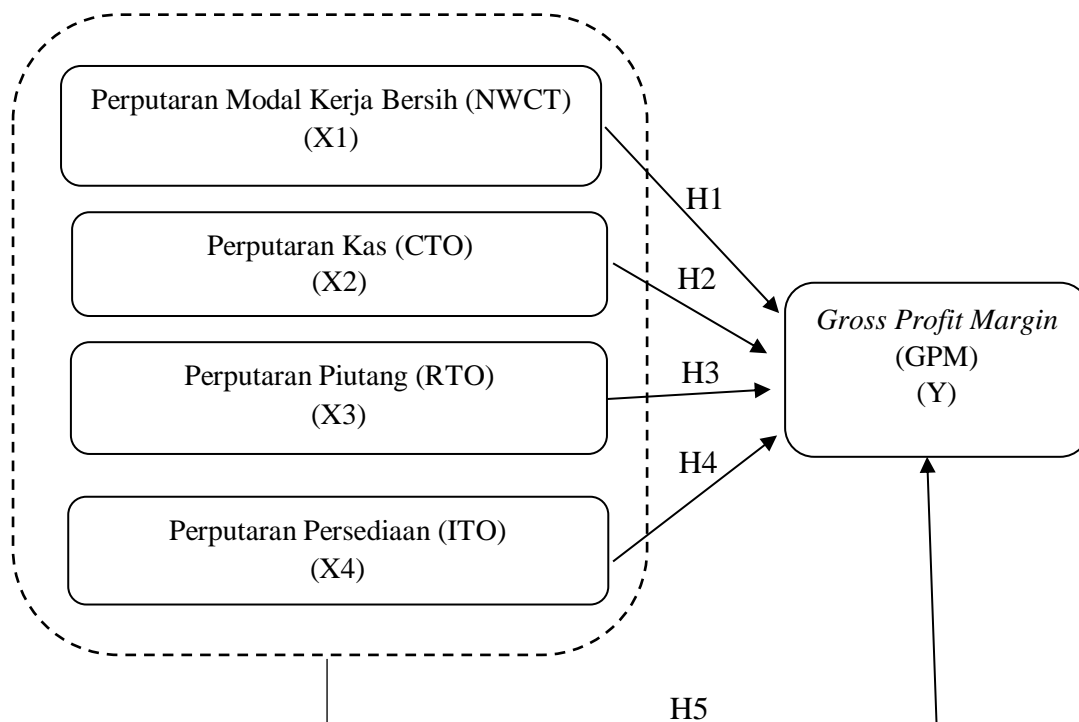 Perputaran Modal Kerja Bersih (NWCT)
(X1)
H1
Perputaran Kas (CTO)
(X2)
H2
Gross Profit Margin
(GPM)
(Y)
Perputaran Piutang (RTO)
(X3)
H3
H4
Perputaran Persediaan (ITO)
(X4)
H5